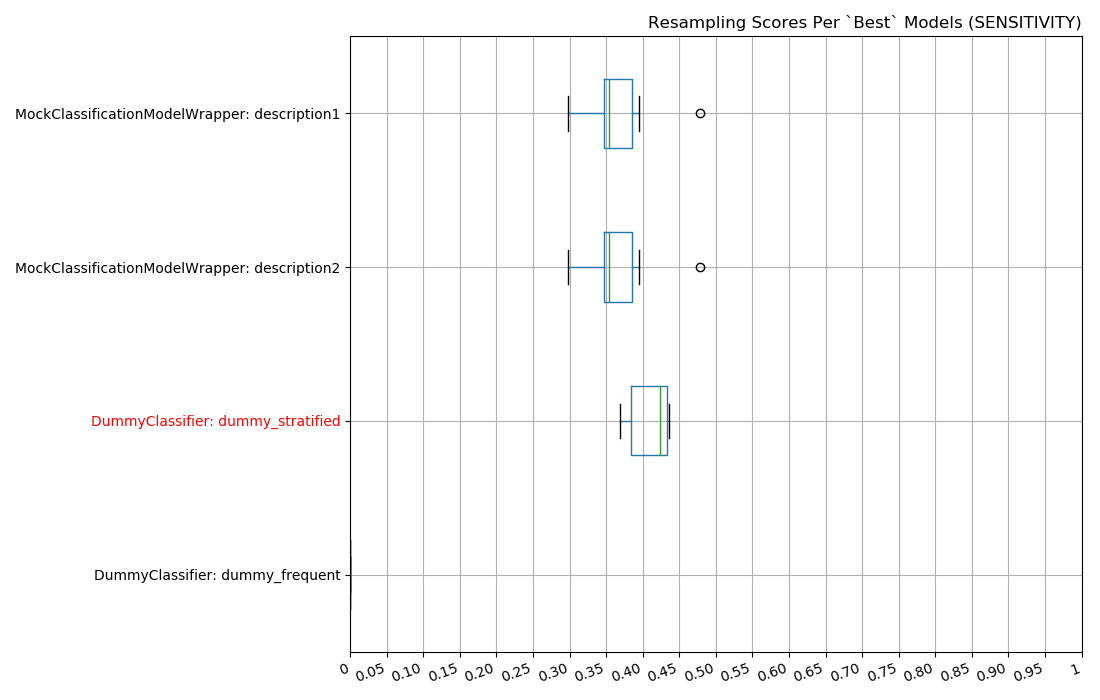 Resampling Scores Per `Best` Models (SENSITIVITY)
MockClassificationModelWrapper: description1
MockClassificationModelWrapper: description2
DummyClassifier: dummy_stratified
DummyClassifier: dummy_frequent
0 0.05 0.10 0.15 0.20 0.25 0.30 0.35 0.40 0.45 0.50 0.55 0.60 0.65 0.70 0.75 0.80 0.85 0.90 0.95 1